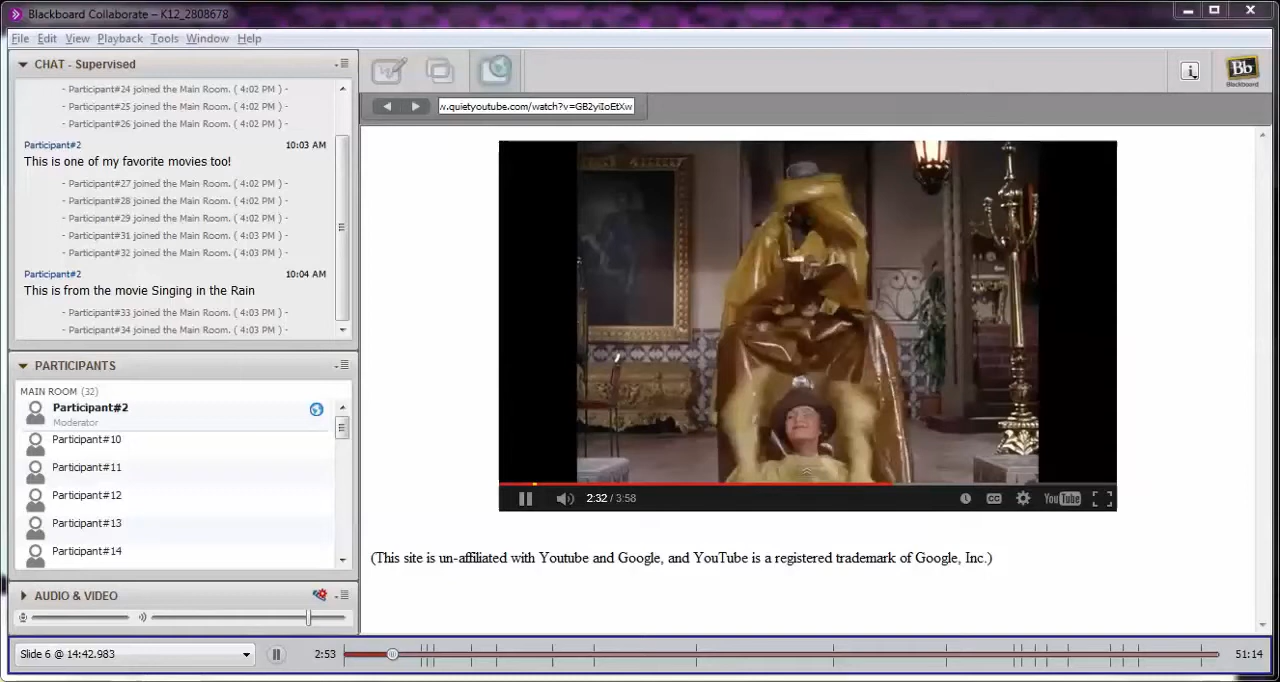 Blackboard Collaborate – K12_2808678
File Edit View Playback Tools Window Help
CHAT - Supervised
- Participant#24 joined the Main Room. ( 4:02 PM ) -
- Participant#25 joined the Main Room. ( 4:02 PM ) -
- Participant#26 joined the Main Room. ( 4:02 PM ) -
Participant#2 10:03 AM
This is one of my favorite movies too!
- Participant#27 joined the Main Room. ( 4:02 PM ) -
- Participant#28 joined the Main Room. ( 4:02 PM ) -
- Participant#29 joined the Main Room. ( 4:02 PM ) -
- Participant#31 joined the Main Room. ( 4:03 PM ) -
- Participant#32 joined the Main Room. ( 4:03 PM ) -
Participant#2 10:04 AM
This is from the movie Singing in the Rain
- Participant#33 joined the Main Room. ( 4:03 PM ) -
- Participant#34 joined the Main Room. ( 4:03 PM ) -
PARTICIPANTS
MAIN ROOM (32)
Participant#2
Moderator
Participant#10
Participant#11
Participant#12
Participant#13
Participant#14
AUDIO & VIDEO
Bb
Blackboard
w.quietyoutube.com/watch?v=GB2yiIoEtXw
2:32 / 3:58
CC
YouTube
(This site is un-affiliated with Youtube and Google, and YouTube is a registered trademark of Google, Inc.)
Slide 6 @ 14:42.983
2:53
51:14